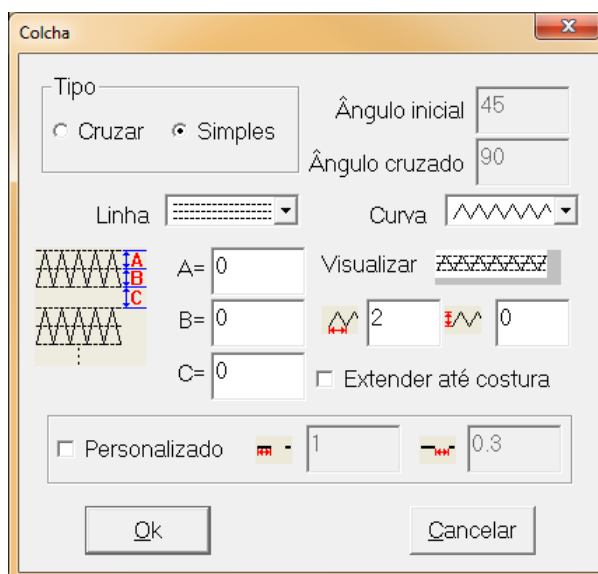 Colcha
Tipo
Cruzar Simples
Ângulo inicial 45
Ângulo cruzado 90
Linha Curva
A
B
C
A= 0
B= 0
C= 0
Visualizar
2 0
Extender até costura
Personalizado 1 0.3
Ok Cancelar